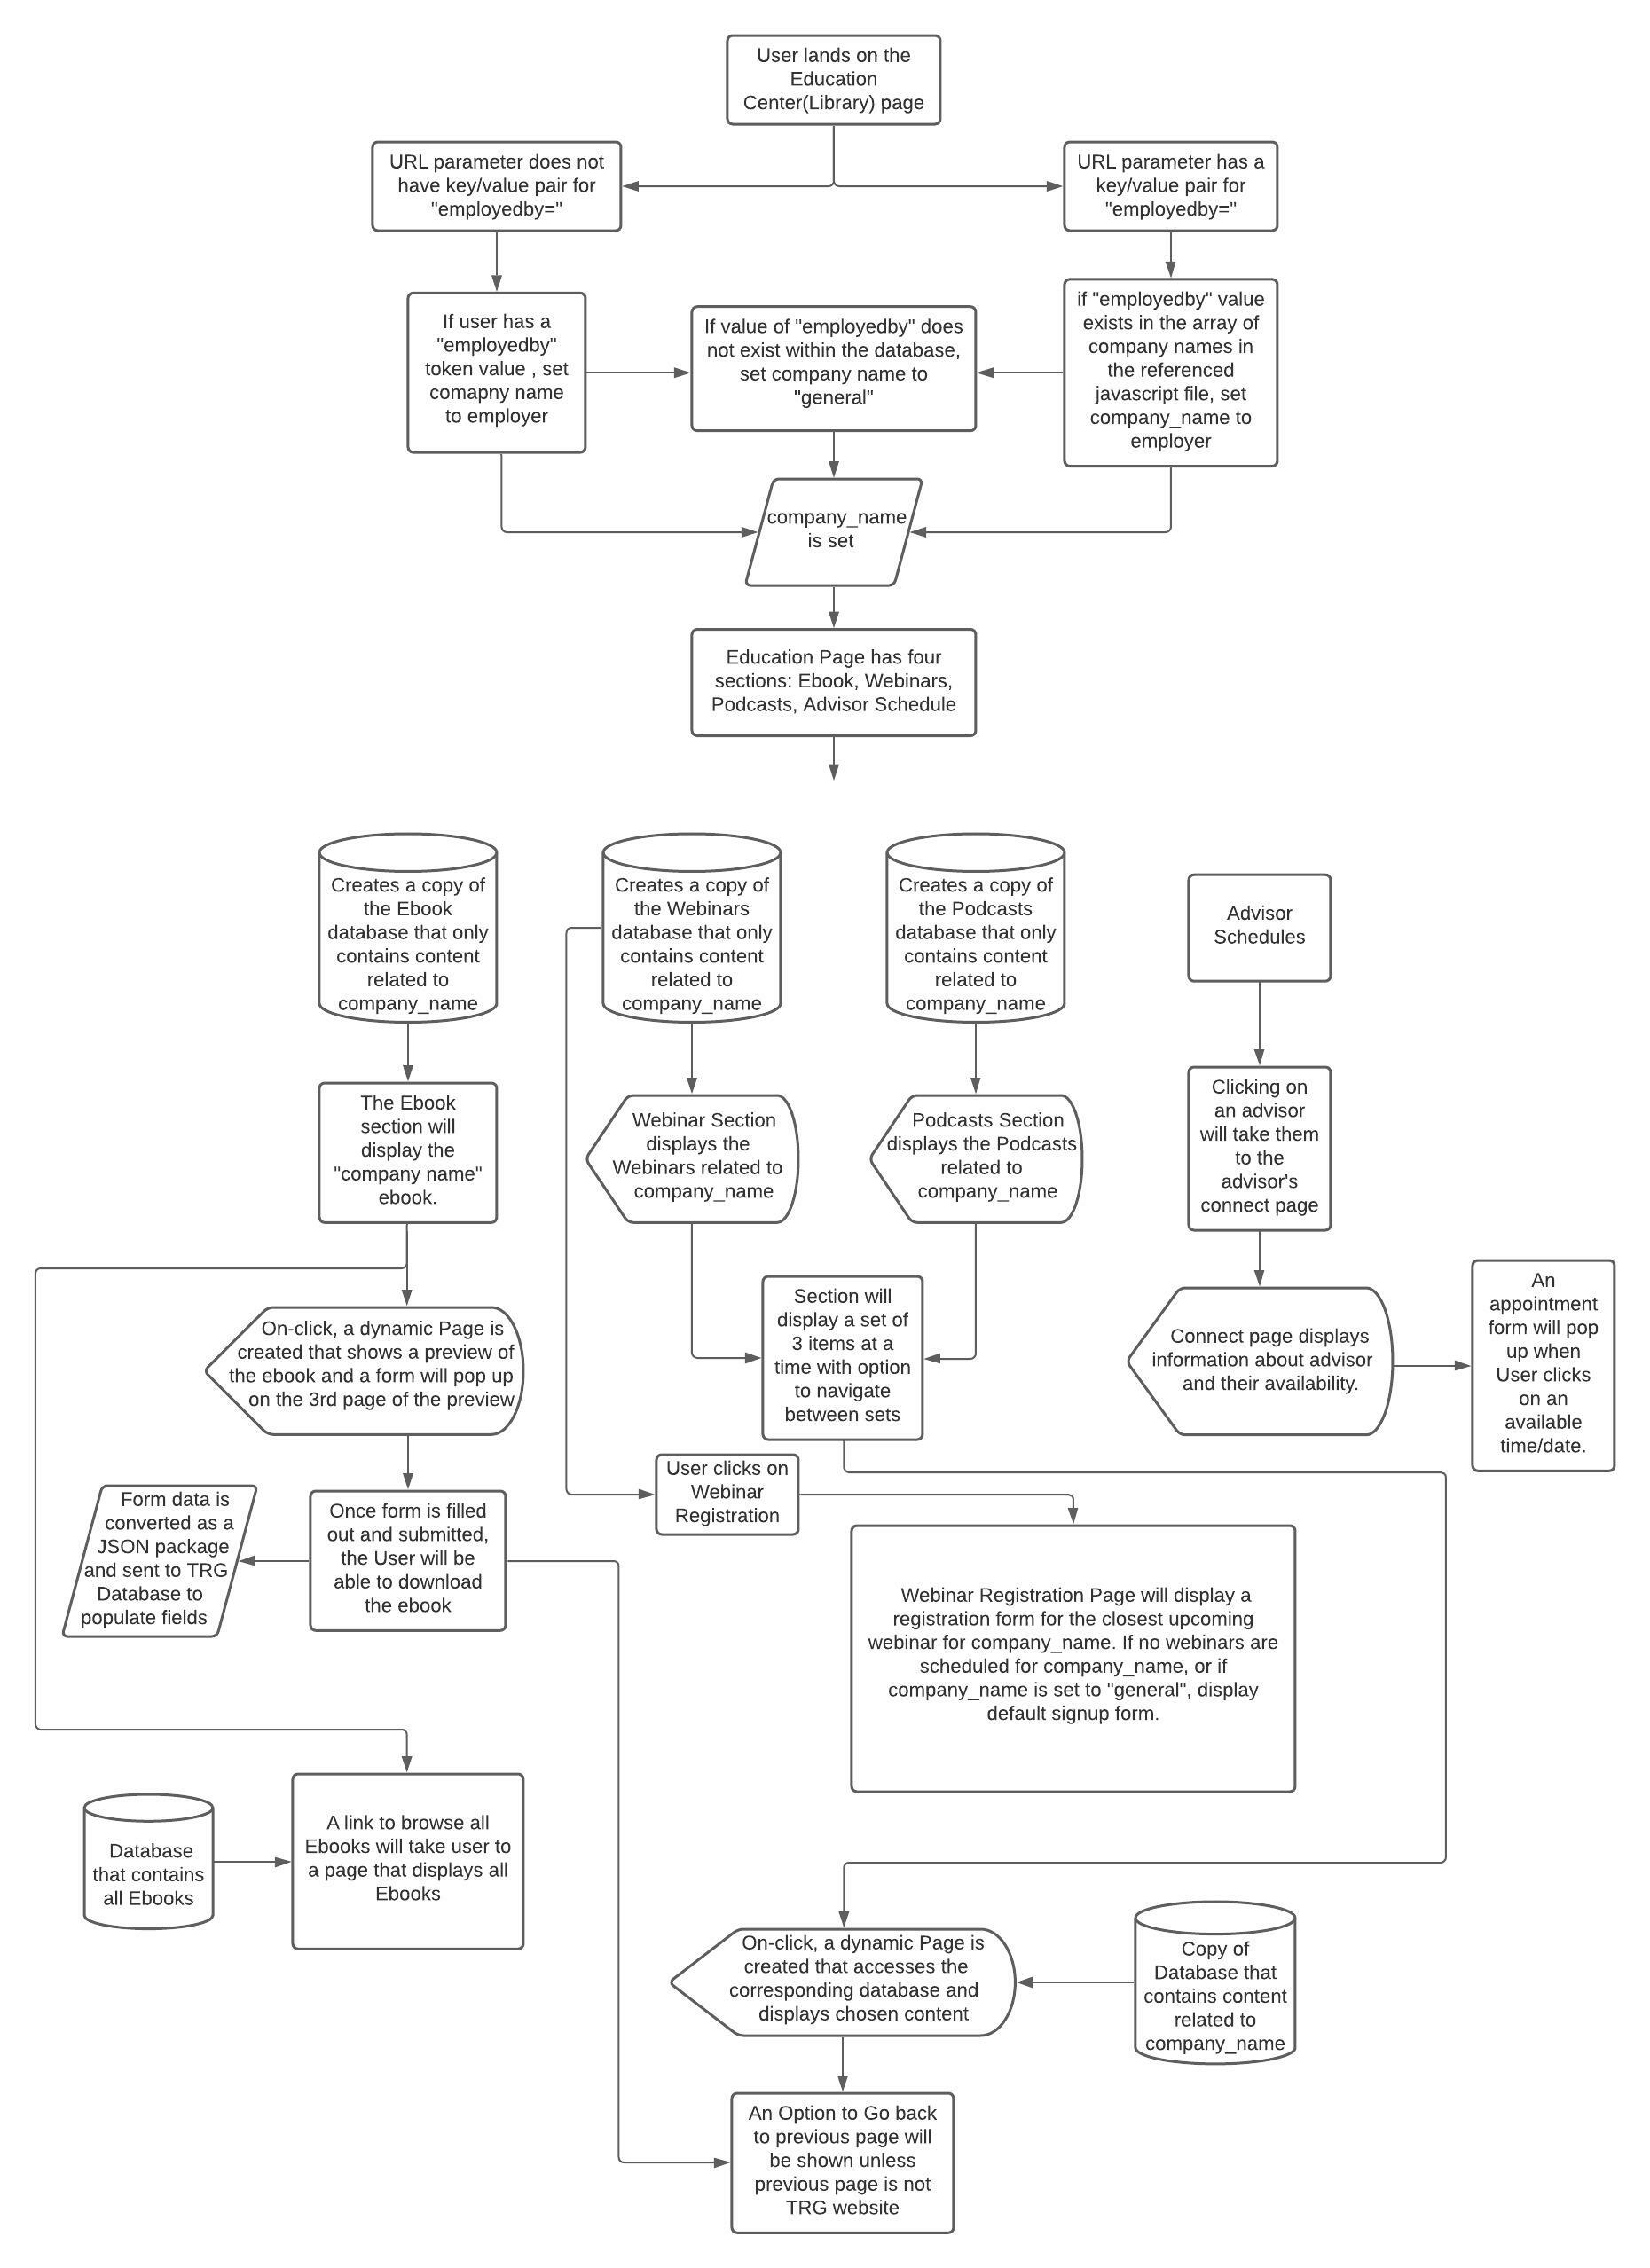 User lands on the
Education
Center(Library) page
URL parameter does not
have key/value pair for
"employedby="
URL parameter has a
key/value pair for
"employedby="
If user has a
"employedby"
token value , set
comapny name
to employer
If value of "employedby" does
not exist within the database,
set company name to
"general"
if "employedby" value
exists in the array of
company names in
the referenced
javascript file, set
company_name to
employer
company_name
is set
Education Page has four
sections: Ebook, Webinars,
Podcasts, Advisor Schedule
Creates a copy of
the Ebook
database that only
contains content
related to
company_name
Creates a copy of
the Webinars
database that only
contains content
related to
company_name
Creates a copy of
the Podcasts
database that only
contains content
related to
company_name
Advisor
Schedules
The Ebook
section will
display the
"company name"
ebook.
Webinar Section
displays the
Webinars related to
company_name
Podcasts Section
displays the Podcasts
related to
company_name
Clicking on
an advisor
will take them
to the
advisor's
connect page
On-click, a dynamic Page is
created that shows a preview of
the ebook and a form will pop up
on the 3rd page of the preview
Section will
display a set of
3 items at a
time with option
to navigate
between sets
Connect page displays
information about advisor
and their availability.
An
appointment
form will pop
up when
User clicks
on an
available
time/date.
Form data is
converted as a
JSON package
and sent to TRG
Database to
populate fields
Once form is filled
out and submitted,
the User will be
able to download
the ebook
User clicks on
Webinar
Registration
Webinar Registration Page will display a
registration form for the closest upcoming
webinar for company_name. If no webinars are
scheduled for company_name, or if
company_name is set to "general", display
default signup form.
Database
that contains
all Ebooks
A link to browse all
Ebooks will take user to
a page that displays all
Ebooks
On-click, a dynamic Page is
created that accesses the
corresponding database and
displays chosen content
Copy of
Database that
contains content
related to
company_name
An Option to Go back
to previous page will
be shown unless
previous page is not
TRG website